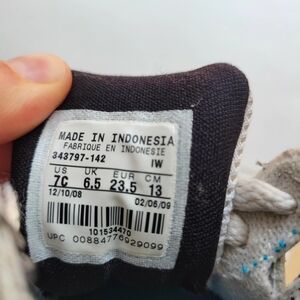 MADE IN INDONESIA
FABRIQUE EN INDONESIE
343797-142 IW
US UK EUR CM
7C 6.5 23.5 13
12/10/08 02/06/09
101534470
UPC 00884776929099